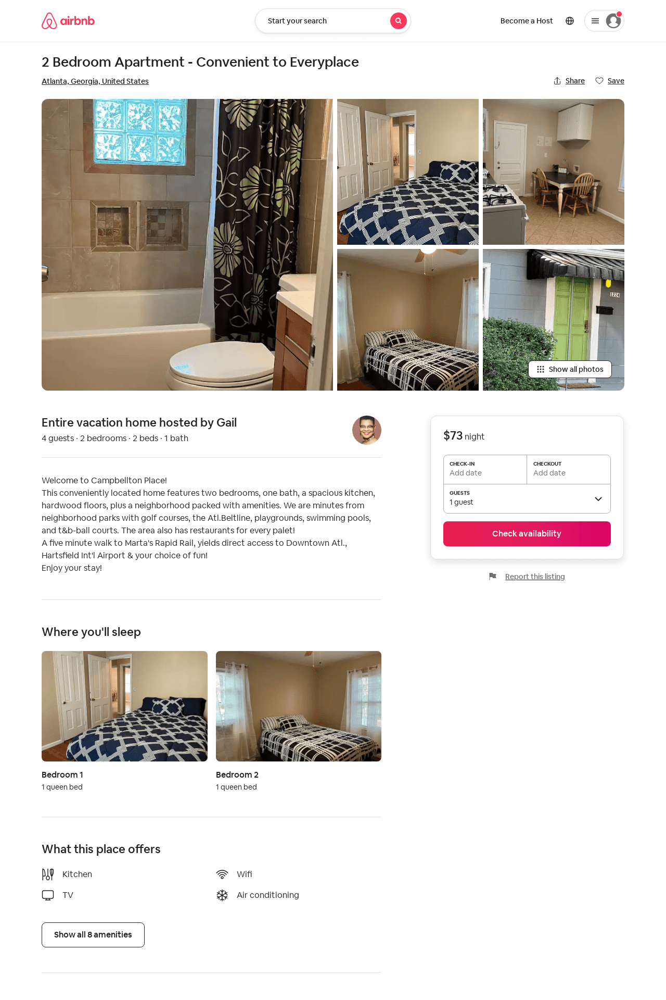 airbnb
Start your search
Become a Host
2 Bedroom Apartment - Convenient to Everyplace
Atlanta, Georgia, United States
Share
Save
1224
Show all photos
Entire vacation home hosted by Gail
4 guests · 2 bedrooms · 2 beds · 1 bath
$73 night
CHECK-IN
Add date
CHECKOUT
Add date
GUESTS
1 guest
Check availability
Report this listing
Welcome to Campbellton Place!
This conveniently located home features two bedrooms, one bath, a spacious kitchen,
hardwood floors, plus a neighborhood packed with amenities. We are minutes from
neighborhood parks with golf courses, the Atl.Beltline, playgrounds, swimming pools,
and t&b-ball courts. The area also has restaurants for every palet!
A five minute walk to Marta's Rapid Rail, yields direct access to Downtown Atl.,
Hartsfield Int'l Airport & your choice of fun!
Enjoy your stay!
Where you'll sleep
Bedroom 1
1 queen bed
Bedroom 2
1 queen bed
What this place offers
Kitchen
Wifi
TV
Air conditioning
Show all 8 amenities